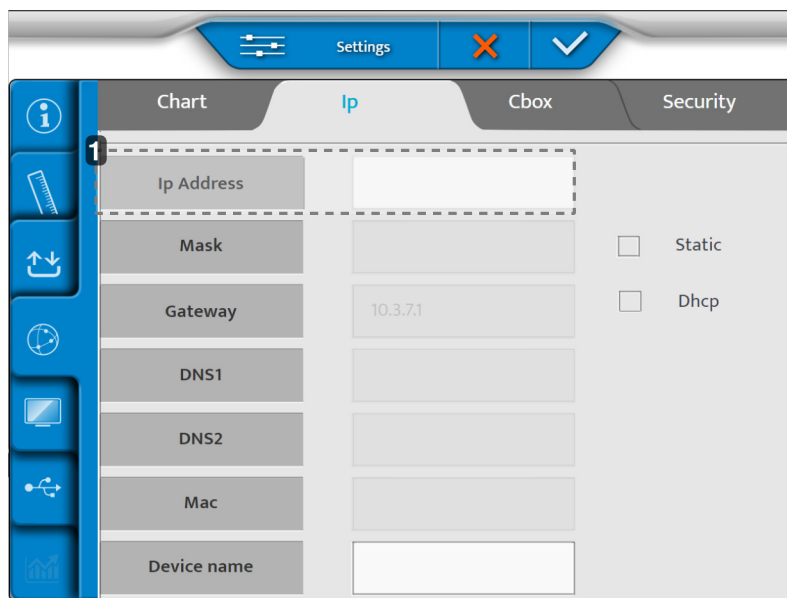 Settings
Chart Ip Cbox Security
1
Ip Address
Mask Static
Gateway 10.3.7.1 Dhcp
DNS1
DNS2
Mac
Device name